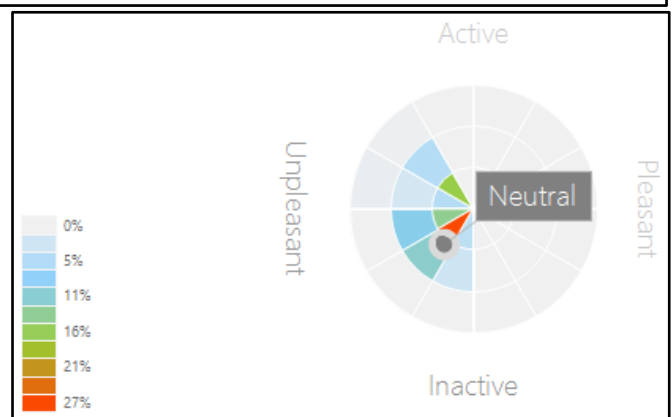 Active
Unpleasant
Neutral
Pleasant
0%
5%
11%
16%
21%
27%
Inactive